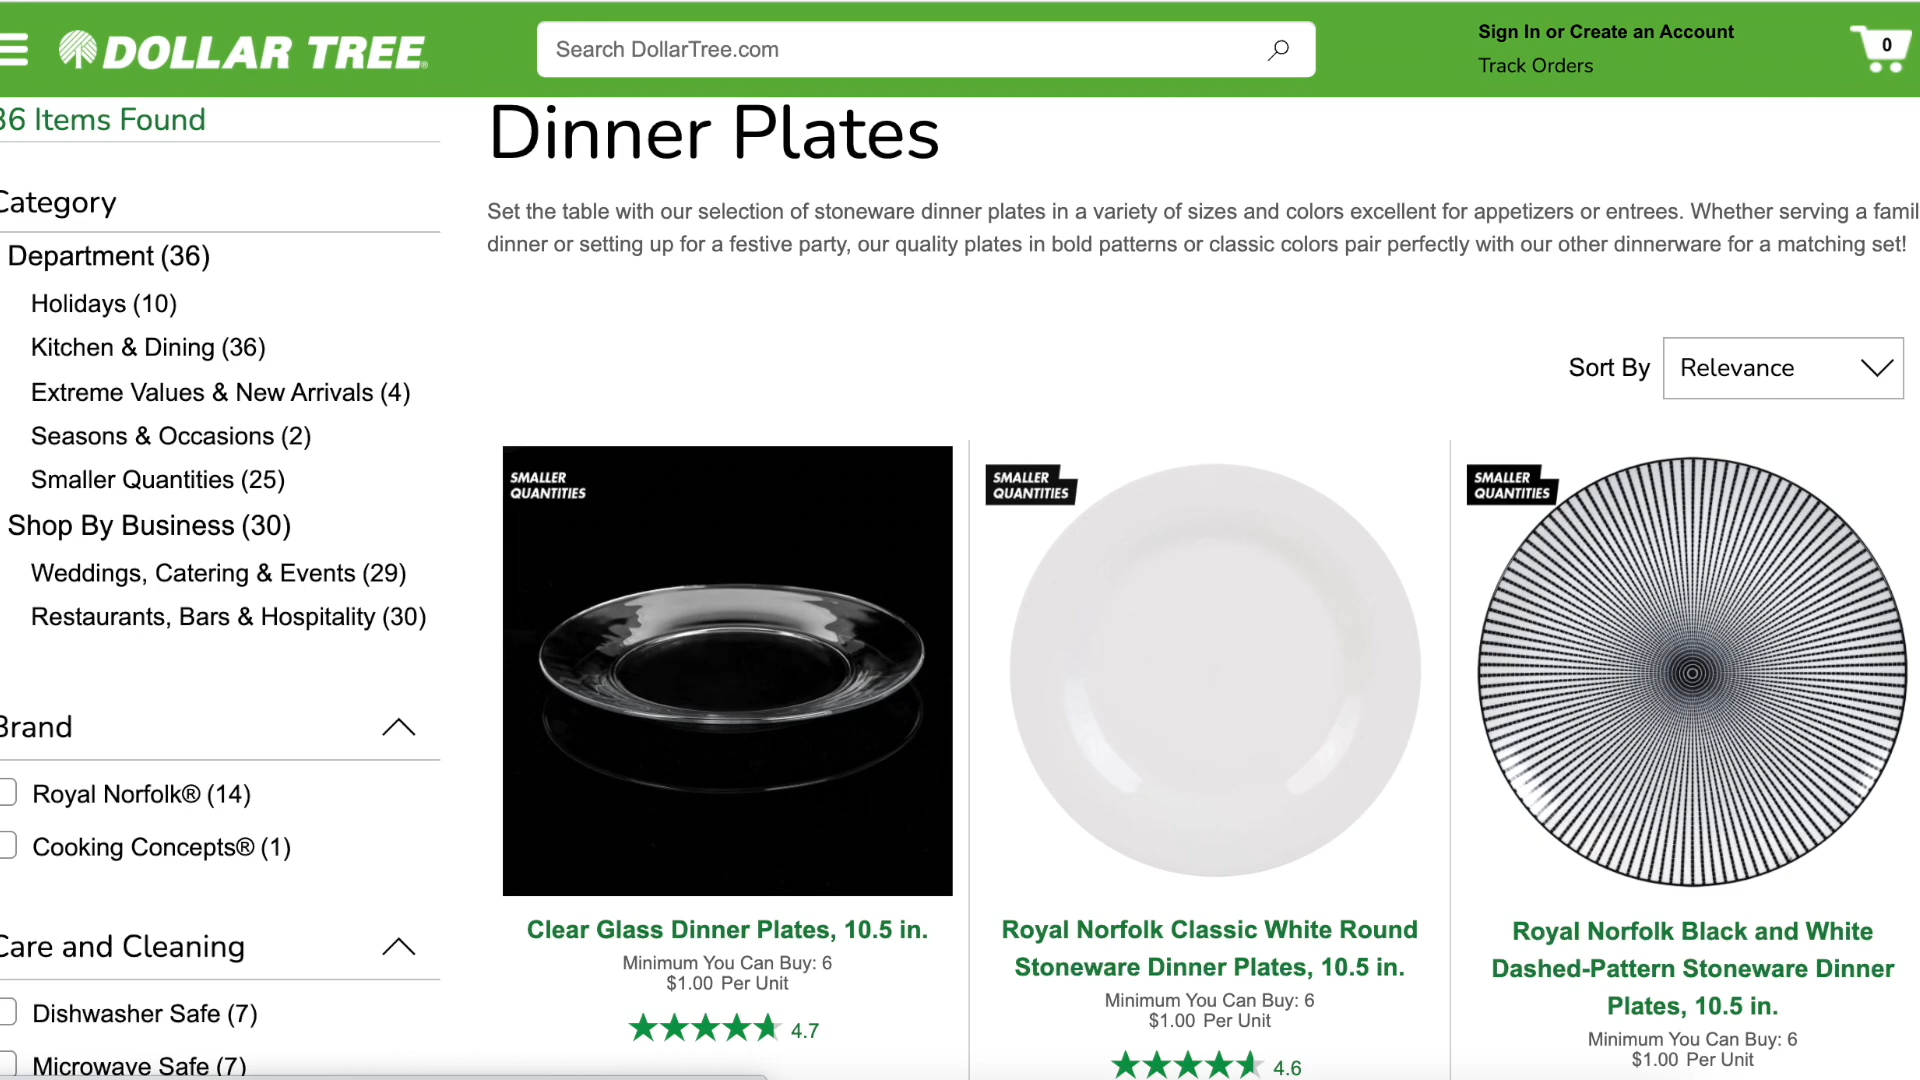 DOLLAR TREE
Search DollarTree.com
Sign In or Create an Account
Track Orders
0
36 Items Found
Dinner Plates
Set the table with our selection of stoneware dinner plates in a variety of sizes and colors excellent for appetizers or entrees. Whether serving a famil
dinner or setting up for a festive party, our quality plates in bold patterns or classic colors pair perfectly with our other dinnerware for a matching set!
Category
Department (36)
Holidays (10)
Kitchen & Dining (36)
Extreme Values & New Arrivals (4)
Seasons & Occasions (2)
Smaller Quantities (25)
Shop By Business (30)
Weddings, Catering & Events (29)
Restaurants, Bars & Hospitality (30)
Brand
Royal Norfolk® (14)
Cooking Concepts® (1)
Care and Cleaning
Dishwasher Safe (7)
Microwave Safe (7)
Sort By
Relevance
SMALLER
QUANTITIES
Clear Glass Dinner Plates, 10.5 in.
Minimum You Can Buy: 6
$1.00 Per Unit
4.7
SMALLER
QUANTITIES
Royal Norfolk Classic White Round
Stoneware Dinner Plates, 10.5 in.
Minimum You Can Buy: 6
$1.00 Per Unit
4.6
SMALLER
QUANTITIES
Royal Norfolk Black and White
Dashed-Pattern Stoneware Dinner
Plates, 10.5 in.
Minimum You Can Buy: 6
$1.00 Per Unit